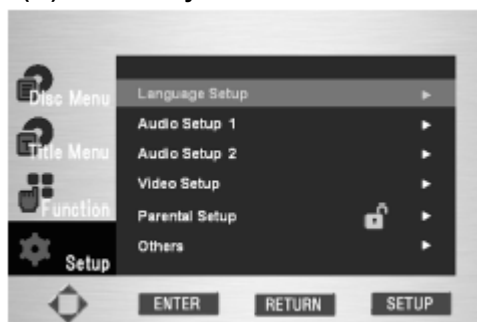 Disc Menu
Title Menu
Function
Setup
Language Setup
Audio Setup 1
Audio Setup 2
Video Setup
Parental Setup
Others
ENTER RETURN SETUP